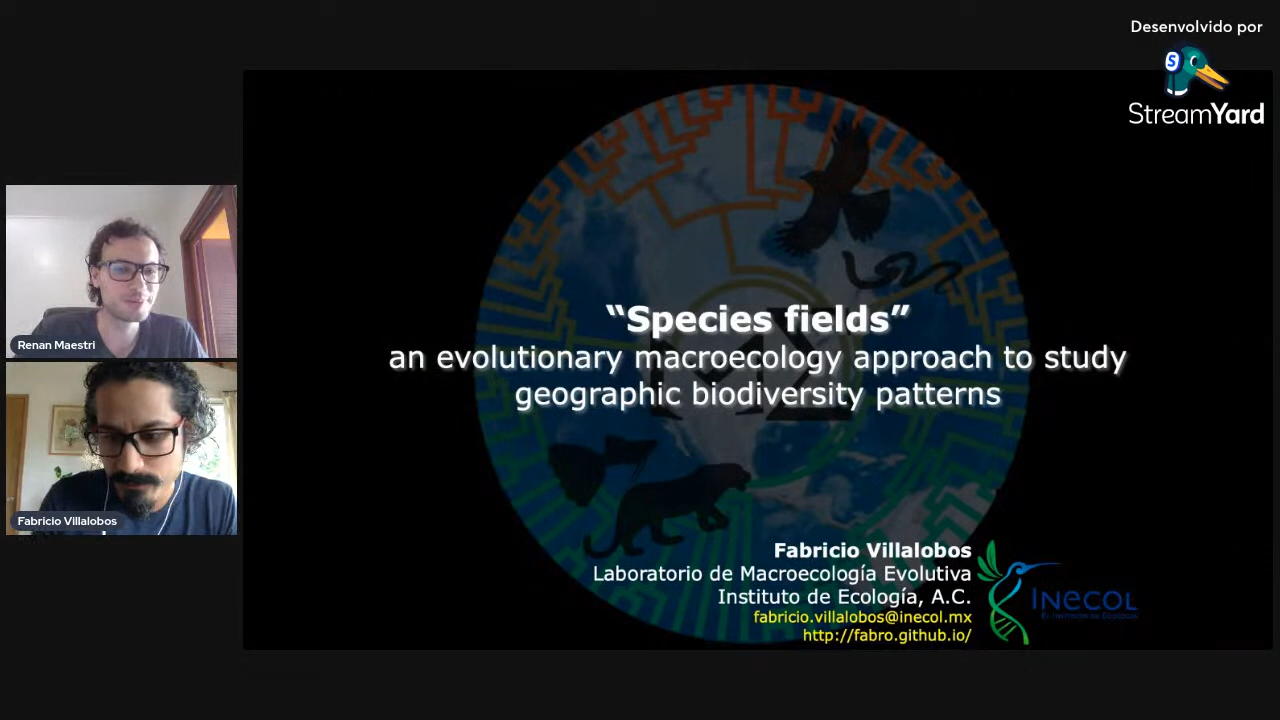 Desenvolvido por
StreamYard
Renan Maestri
Fabricio Villalobos
“Species fields”
an evolutionary macroecology approach to study
geographic biodiversity patterns
Fabricio Villalobos
Laboratorio de Macroecología Evolutiva
Instituto de Ecología, A.C.
fabricio.villalobos@inecol.mx
http://fabro.github.io/
INECOL